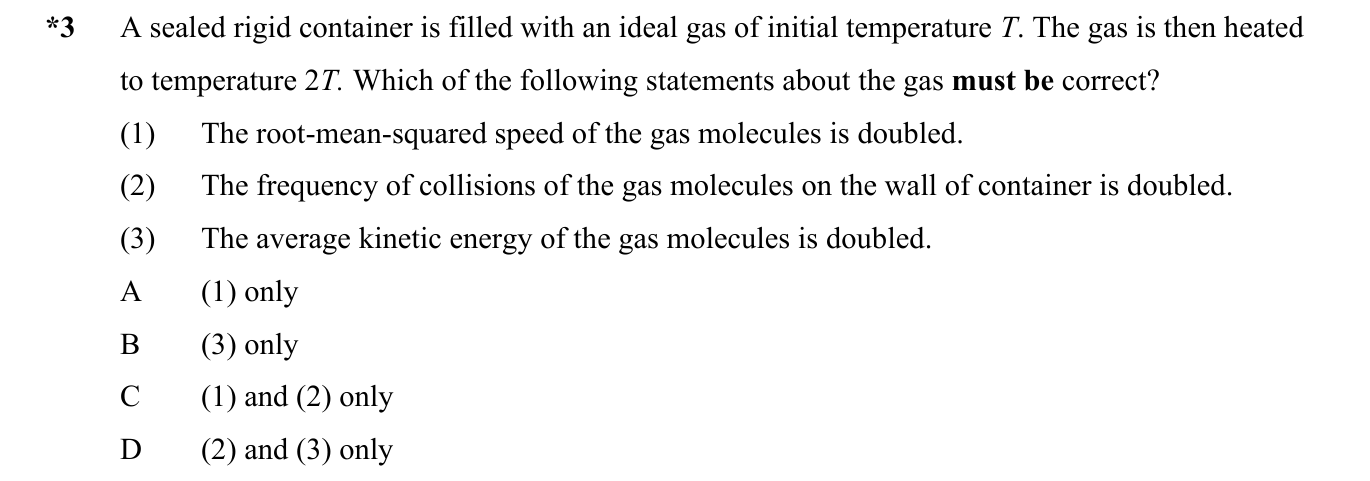 *3 A sealed rigid container is filled with an ideal gas of initial temperature T. The gas is then heated
to temperature 2T. Which of the following statements about the gas must be correct?
(1) The root-mean-squared speed of the gas molecules is doubled.
(2) The frequency of collisions of the gas molecules on the wall of container is doubled.
(3) The average kinetic energy of the gas molecules is doubled.
A (1) only
B (3) only
C (1) and (2) only
D (2) and (3) only